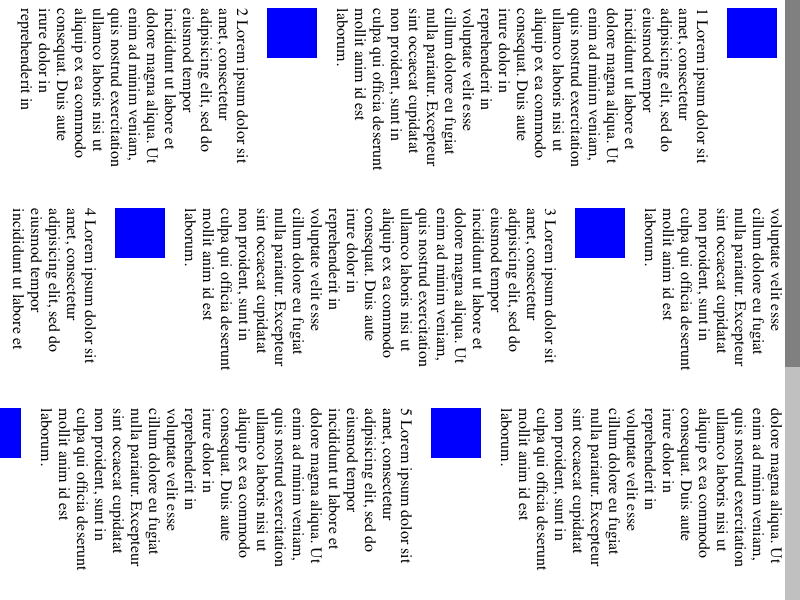 1 Lorem ipsum dolor sit
amet, consectetur
adipisicing elit, sed do
eiusmod tempor
incididunt ut labore et
dolore magna aliqua. Ut
enim ad minim veniam,
quis nostrud exercitation
ullamco laboris nisi ut
aliquip ex ea commodo
consequat. Duis aute
irure dolor in
reprehenderit in
voluptate velit esse
cillum dolore eu fugiat
nulla pariatur. Excepteur
sint occaecat cupidatat
non proident, sunt in
culpa qui officia deserunt
mollit anim id est
laborum.
2 Lorem ipsum dolor sit
amet, consectetur
adipisicing elit, sed do
eiusmod tempor
incididunt ut labore et
dolore magna aliqua. Ut
enim ad minim veniam,
quis nostrud exercitation
ullamco laboris nisi ut
aliquip ex ea commodo
consequat. Duis aute
irure dolor in
reprehenderit in
voluptate velit esse
cillum dolore eu fugiat
nulla pariatur. Excepteur
sint occaecat cupidatat
non proident, sunt in
culpa qui officia deserunt
mollit anim id est
laborum.
3 Lorem ipsum dolor sit
amet, consectetur
adipisicing elit, sed do
eiusmod tempor
incididunt ut labore et
dolore magna aliqua. Ut
enim ad minim veniam,
quis nostrud exercitation
ullamco laboris nisi ut
aliquip ex ea commodo
consequat. Duis aute
irure dolor in
reprehenderit in
voluptate velit esse
cillum dolore eu fugiat
nulla pariatur. Excepteur
sint occaecat cupidatat
non proident, sunt in
culpa qui officia deserunt
mollit anim id est
laborum.
4 Lorem ipsum dolor sit
amet, consectetur
adipisicing elit, sed do
eiusmod tempor
incididunt ut labore et
dolore magna aliqua. Ut
enim ad minim veniam,
quis nostrud exercitation
ullamco laboris nisi ut
aliquip ex ea commodo
consequat. Duis aute
irure dolor in
reprehenderit in
voluptate velit esse
cillum dolore eu fugiat
nulla pariatur. Excepteur
sint occaecat cupidatat
non proident, sunt in
culpa qui officia deserunt
mollit anim id est
laborum.
5 Lorem ipsum dolor sit
amet, consectetur
adipisicing elit, sed do
eiusmod tempor
incididunt ut labore et
dolore magna aliqua. Ut
enim ad minim veniam,
quis nostrud exercitation
ullamco laboris nisi ut
aliquip ex ea commodo
consequat. Duis aute
irure dolor in
reprehenderit in
voluptate velit esse
cillum dolore eu fugiat
nulla pariatur. Excepteur
sint occaecat cupidatat
non proident, sunt in
culpa qui officia deserunt
mollit anim id est
laborum.